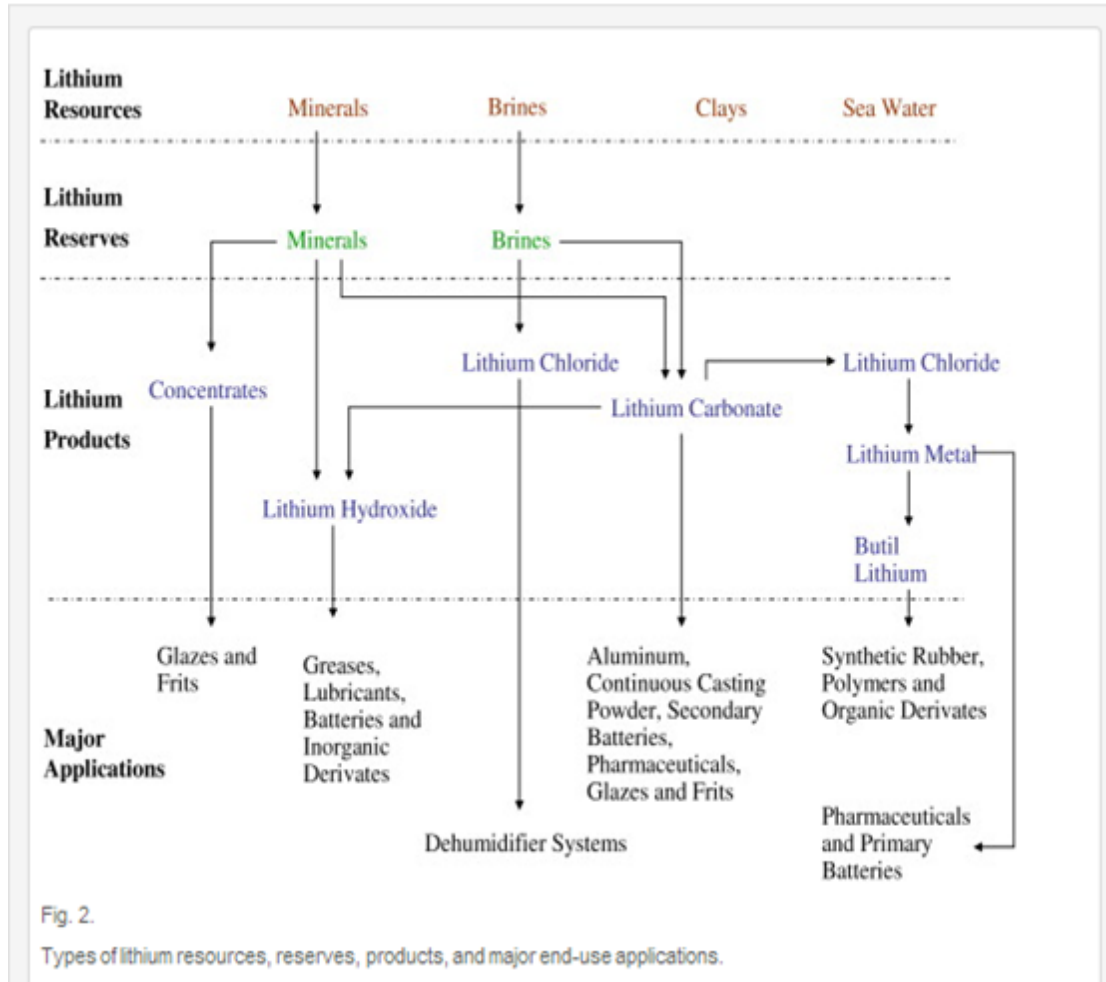 Lithium
Resources
Minerals
Brines
Clays
Sea Water
Lithium
Reserves
Minerals
Brines
Lithium
Products
Concentrates
Lithium Chloride
Lithium Carbonate
Lithium Chloride
Lithium Metal
Lithium Hydroxide
Butil
Lithium
Major
Applications
Glazes and
Frits
Greases,
Lubricants,
Batteries and
Inorganic
Derivates
Dehumidifier Systems
Aluminum,
Continuous Casting
Powder, Secondary
Batteries,
Pharmaceuticals,
Glazes and Frits
Synthetic Rubber,
Polymers and
Organic Derivates
Pharmaceuticals
and Primary
Batteries
Fig. 2.
Types of lithium resources, reserves, products, and major end-use applications.